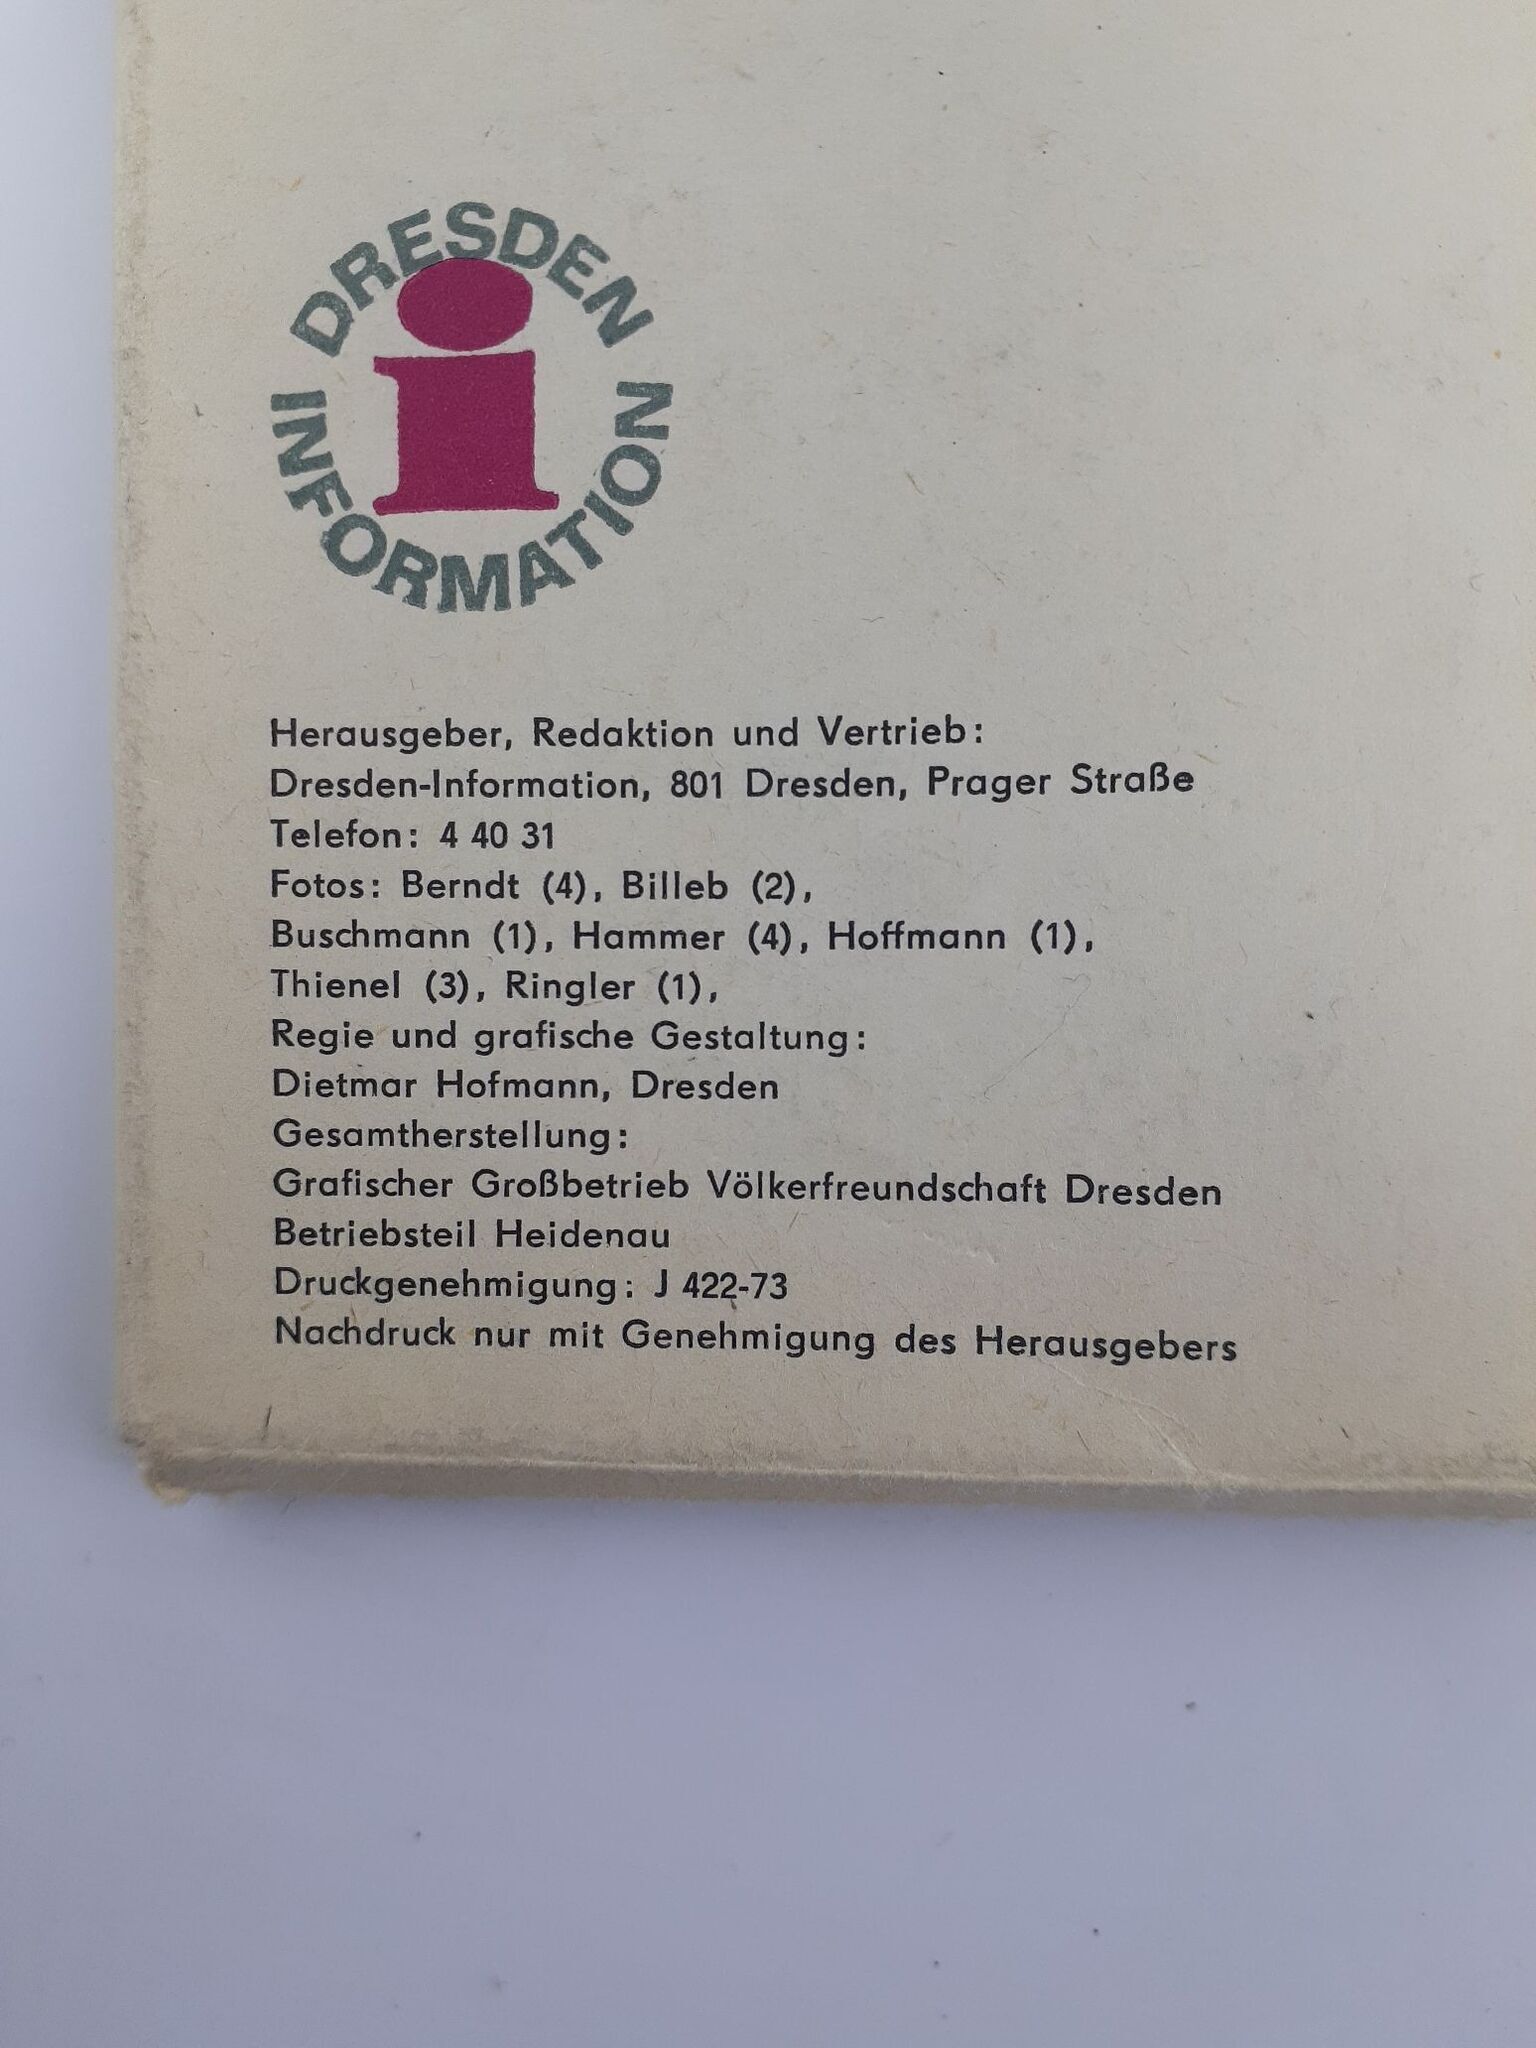 DRESDEN
i
INFORMATION
Herausgeber, Redaktion und Vertrieb:
Dresden-Information, 801 Dresden, Prager Straße
Telefon: 4 40 31
Fotos: Berndt (4), Billeb (2),
Buschmann (1), Hammer (4), Hoffmann (1),
Thienel (3), Ringler (1),
Regie und grafische Gestaltung:
Dietmar Hofmann, Dresden
Gesamtherstellung:
Grafischer Großbetrieb Völkerfreundschaft Dresden
Betriebsteil Heidenau
Druckgenehmigung: J 422-73
Nachdruck nur mit Genehmigung des Herausgebers